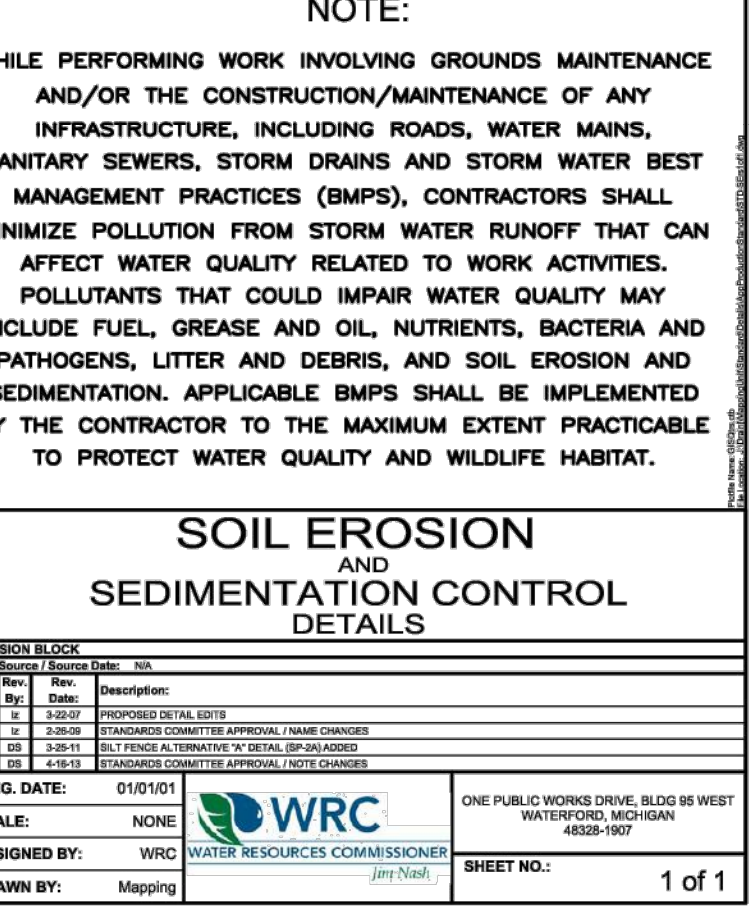 NOTE:
HILE PERFORMING WORK INVOLVING GROUNDS MAINTENANCE
AND/OR THE CONSTRUCTION/MAINTENANCE OF ANY
INFRASTRUCTURE, INCLUDING ROADS, WATER MAINS,
ANITARY SEWERS, STORM DRAINS AND STORM WATER BEST
MANAGEMENT PRACTICES (BMPS), CONTRACTORS SHALL
NIMIZE POLLUTION FROM STORM WATER RUNOFF THAT CAN
AFFECT WATER QUALITY RELATED TO WORK ACTIVITIES.
POLLUTANTS THAT COULD IMPAIR WATER QUALITY MAY
CLUDE FUEL, GREASE AND OIL, NUTRIENTS, BACTERIA AND
PATHOGENS, LITTER AND DEBRIS, AND SOIL EROSION AND
SEDIMENTATION. APPLICABLE BMPS SHALL BE IMPLEMENTED
Y THE CONTRACTOR TO THE MAXIMUM EXTENT PRACTICABLE
TO PROTECT WATER QUALITY AND WILDLIFE HABITAT.
SOIL EROSION
AND
SEDIMENTATION CONTROL
DETAILS
SION BLOCK
Source / Source Date: N/A
Rev. By: Rev. Date: Description:
lz 3-22-07 PROPOSED DETAIL EDITS
lz 2-26-09 STANDARDS COMMITTEE APPROVAL / NAME CHANGES
DS 3-25-11 SILT FENCE ALTERNATIVE "A" DETAIL (SP-2A) ADDED
DS 4-16-13 STANDARDS COMMITTEE APPROVAL / NOTE CHANGES
G. DATE: 01/01/01
ALE: NONE
SIGNED BY: WRC
AWN BY: Mapping
WRC
WATER RESOURCES COMMISSIONER
Jim Nash
ONE PUBLIC WORKS DRIVE, BLDG 95 WEST
WATERFORD, MICHIGAN
48328-1907
SHEET NO.:
1 of 1